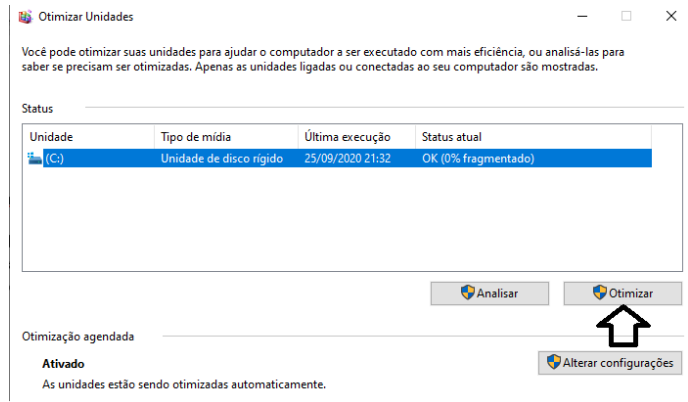 Otimizar Unidades
Você pode otimizar suas unidades para ajudar o computador a ser executado com mais eficiência, ou analisá-las para
saber se precisam ser otimizadas. Apenas as unidades ligadas ou conectadas ao seu computador são mostradas.
Status
Unidade Tipo de mídia Última execução Status atual
(C:) Unidade de disco rígido 25/09/2020 21:32 OK (0% fragmentado)
Analisar Otimizar
Otimização agendada
Ativado Alterar configurações
As unidades estão sendo otimizadas automaticamente.